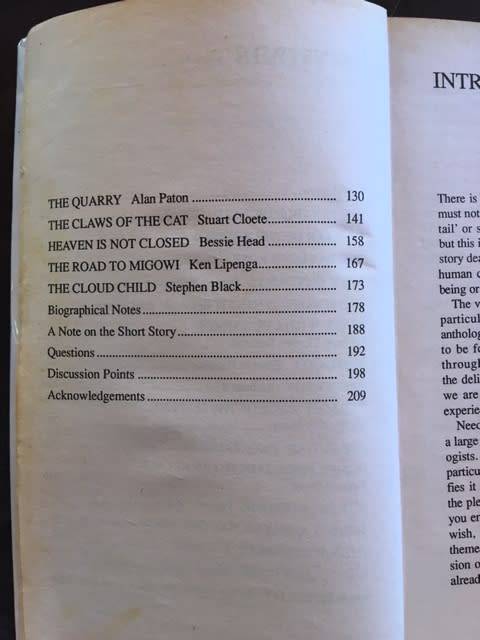 THE QUARRY Alan Paton ............................................ 130
THE CLAWS OF THE CAT Stuart Cloete...................... 141
HEAVEN IS NOT CLOSED Bessie Head ..................... 158
THE ROAD TO MIGOWI Ken Lipenga........................ 167
THE CLOUD CHILD Stephen Black............................. 173
Biographical Notes............................................................ 178
A Note on the Short Story................................................. 188
Questions.......................................................................... 192
Discussion Points ............................................................. 198
Acknowledgements........................................................... 209
INTR
There is
must not
tail' or s
but this i
story dea
human c
being or
The v
particul
antholog
to be fo
through
the deli
we are
experie
Need
a large
ogists.
particu
fies it
the ple
you en
wish,
theme
sion o
alread